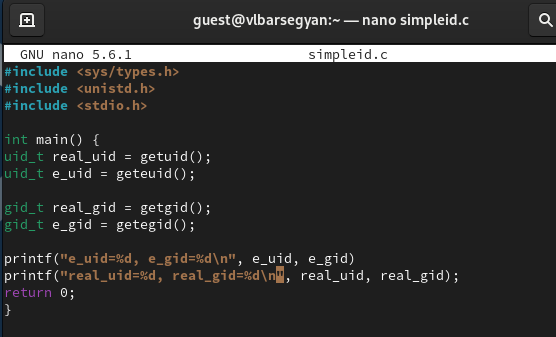 guest@vlbarsegyan:~ — nano simpleid.c
GNU nano 5.6.1 simpleid.c
#include <sys/types.h>
#include <unistd.h>
#include <stdio.h>
int main() {
uid_t real_uid = getuid();
uid_t e_uid = geteuid();
gid_t real_gid = getgid();
gid_t e_gid = getegid();
printf("e_uid=%d, e_gid=%d\n", e_uid, e_gid)
printf("real_uid=%d, real_gid=%d\n", real_uid, real_gid);
return 0;
}